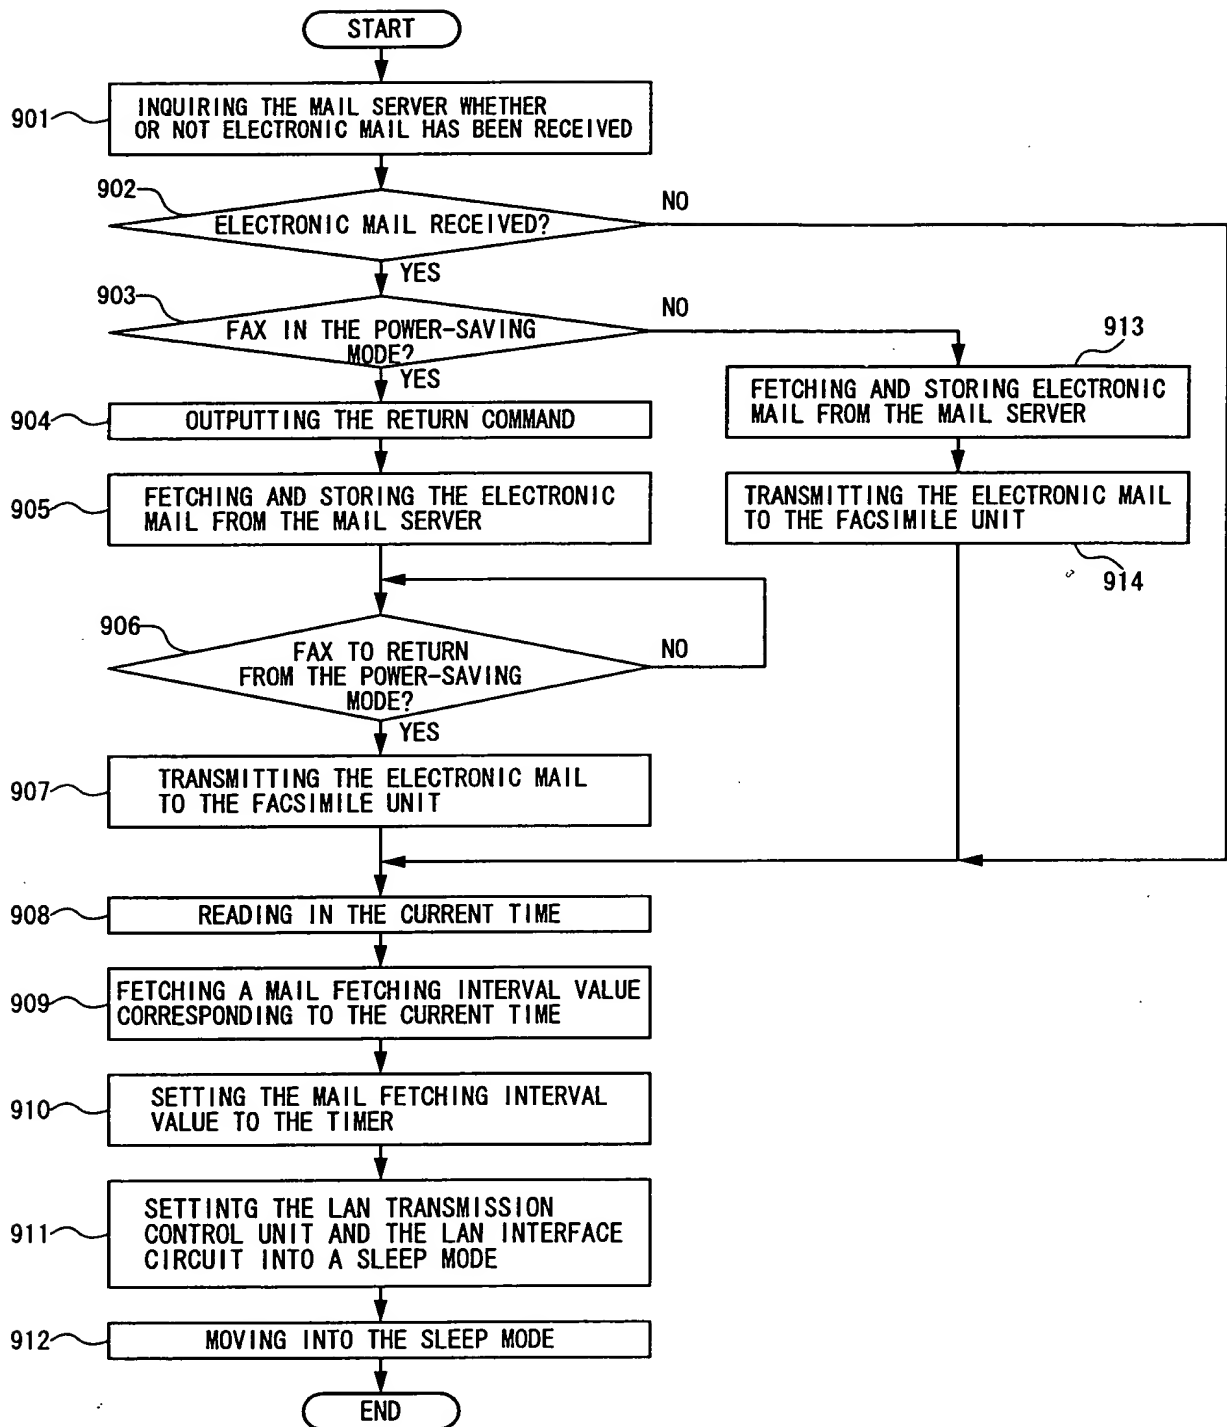 START
901
INQUIRING THE MAIL SERVER WHETHER
OR NOT ELECTRONIC MAIL HAS BEEN RECEIVED
902
ELECTRONIC MAIL RECEIVED?
NO
YES
903
FAX IN THE POWER-SAVING
MODE?
NO
YES
913
FETCHING AND STORING ELECTRONIC
MAIL FROM THE MAIL SERVER
904
OUTPUTTING THE RETURN COMMAND
905
FETCHING AND STORING THE ELECTRONIC
MAIL FROM THE MAIL SERVER
TRANSMITTING THE ELECTRONIC MAIL
TO THE FACSIMILE UNIT
914
906
FAX TO RETURN
FROM THE POWER-SAVING
MODE?
NO
YES
907
TRANSMITTING THE ELECTRONIC MAIL
TO THE FACSIMILE UNIT
908
READING IN THE CURRENT TIME
909
FETCHING A MAIL FETCHING INTERVAL VALUE
CORRESPONDING TO THE CURRENT TIME
910
SETTING THE MAIL FETCHING INTERVAL
VALUE TO THE TIMER
911
SETTINTG THE LAN TRANSMISSION
CONTROL UNIT AND THE LAN INTERFACE
CIRCUIT INTO A SLEEP MODE
912
MOVING INTO THE SLEEP MODE
END